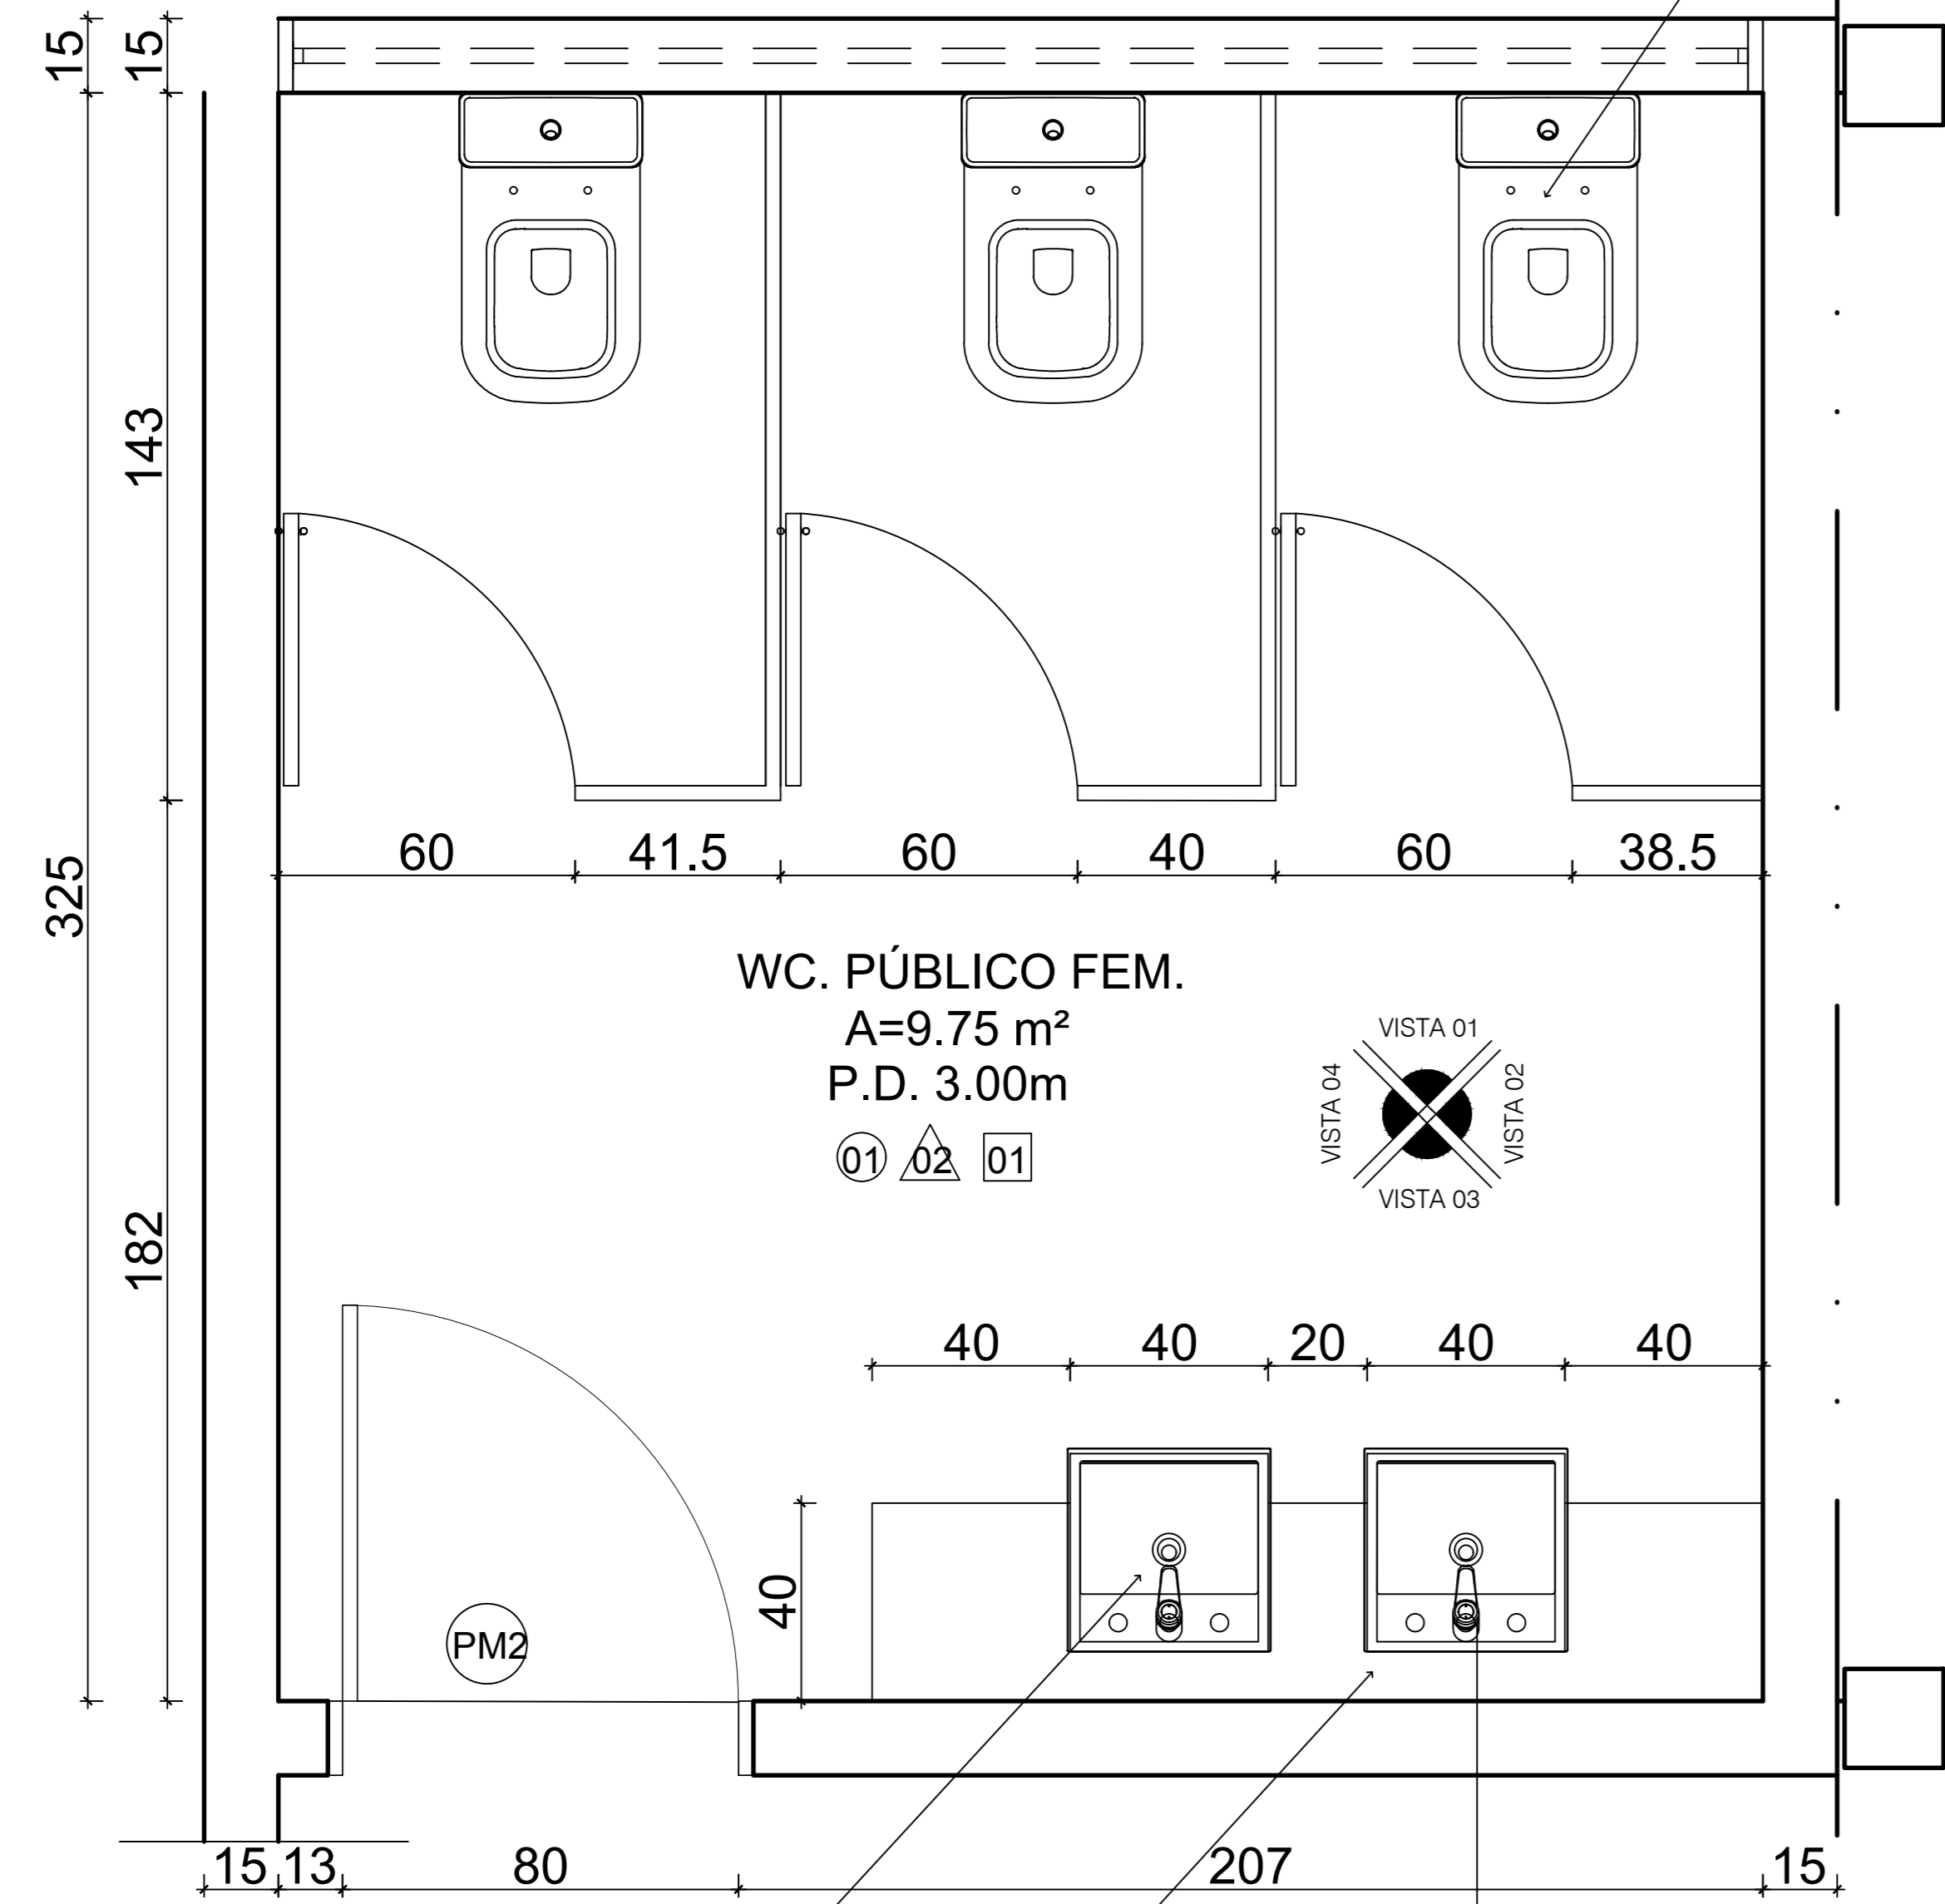 15
15
143
325
182
60 41.5 60 40 60 38.5
WC. PÚBLICO FEM.
A=9.75 m²
P.D. 3.00m
01 02 01
VISTA 01
VISTA 04
VISTA 02
VISTA 03
40 40 20 40 40
40
PM2
15 13 80 207 15